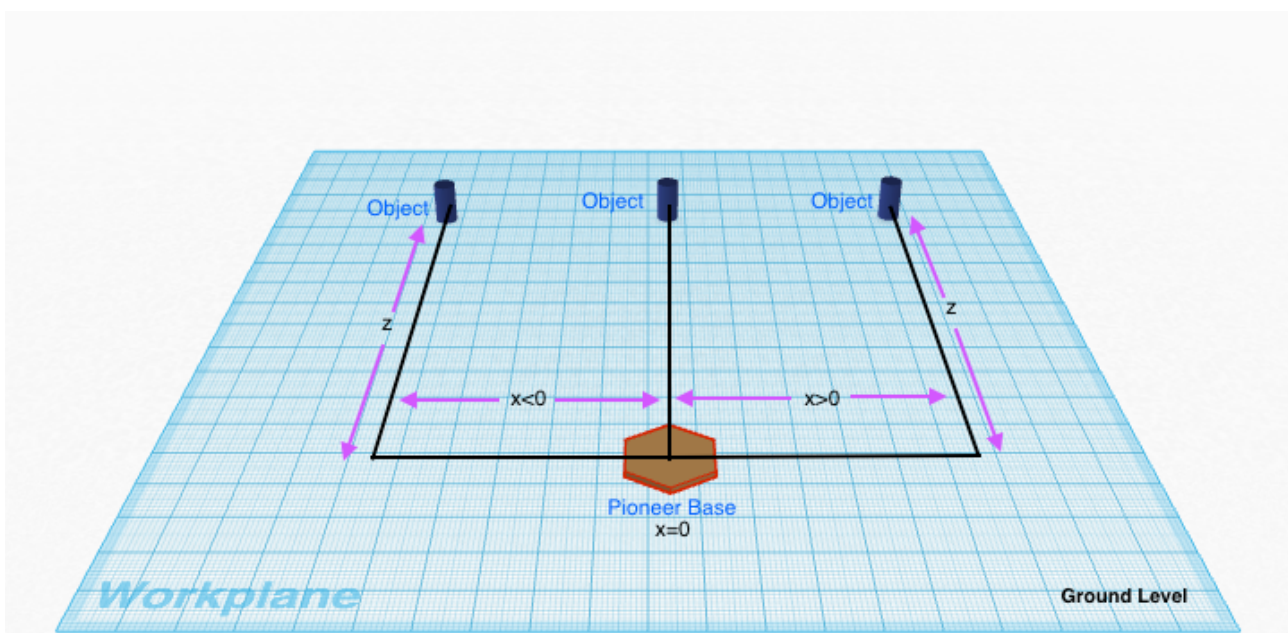 Object
Object
Object
z
z
x<0
x>0
Pioneer Base
x=0
Workplane
Ground Level